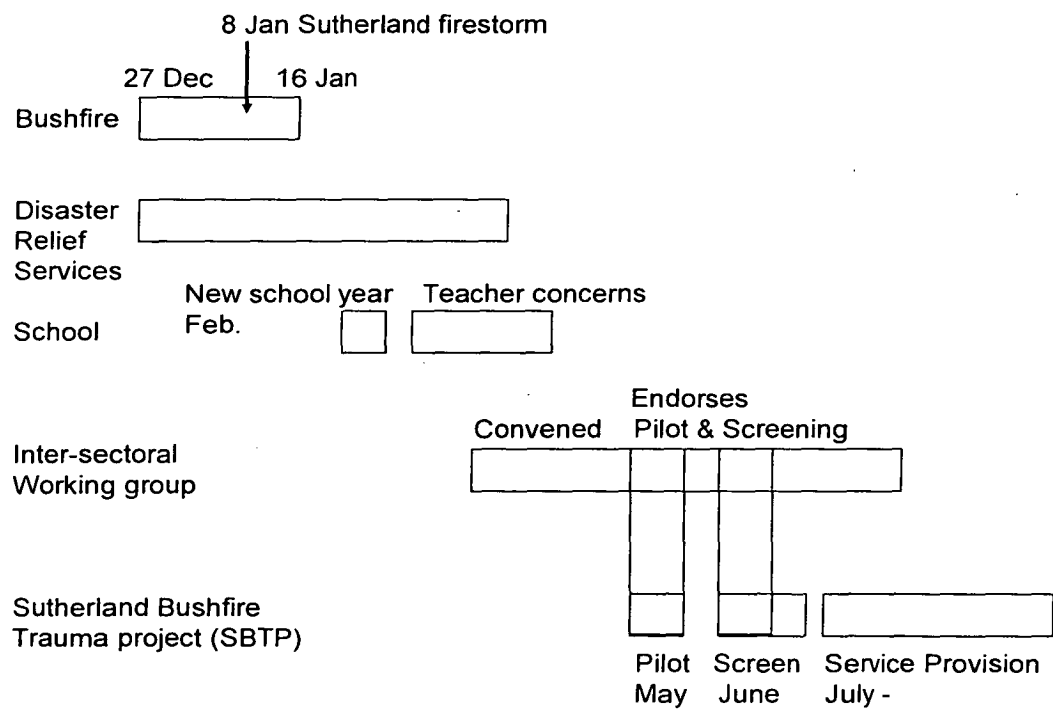 8 Jan Sutherland firestorm
27 Dec 16 Jan
Bushfire
Disaster
Relief
Services
New school year Teacher concerns
Feb.
School
Endorses
Convened Pilot & Screening
Inter-sectoral
Working group
Sutherland Bushfire
Trauma project (SBTP)
Pilot Screen Service Provision
May June July -